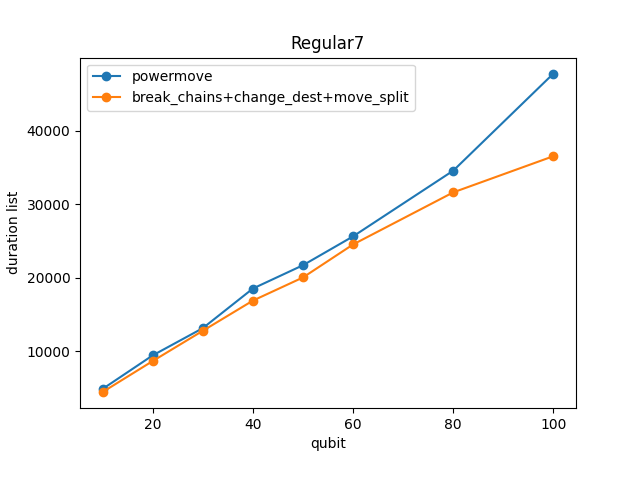 Regular7
powermove
break_chains+change_dest+move_split
duration list
40000
30000
20000
10000
20
40
60
80
100
qubit